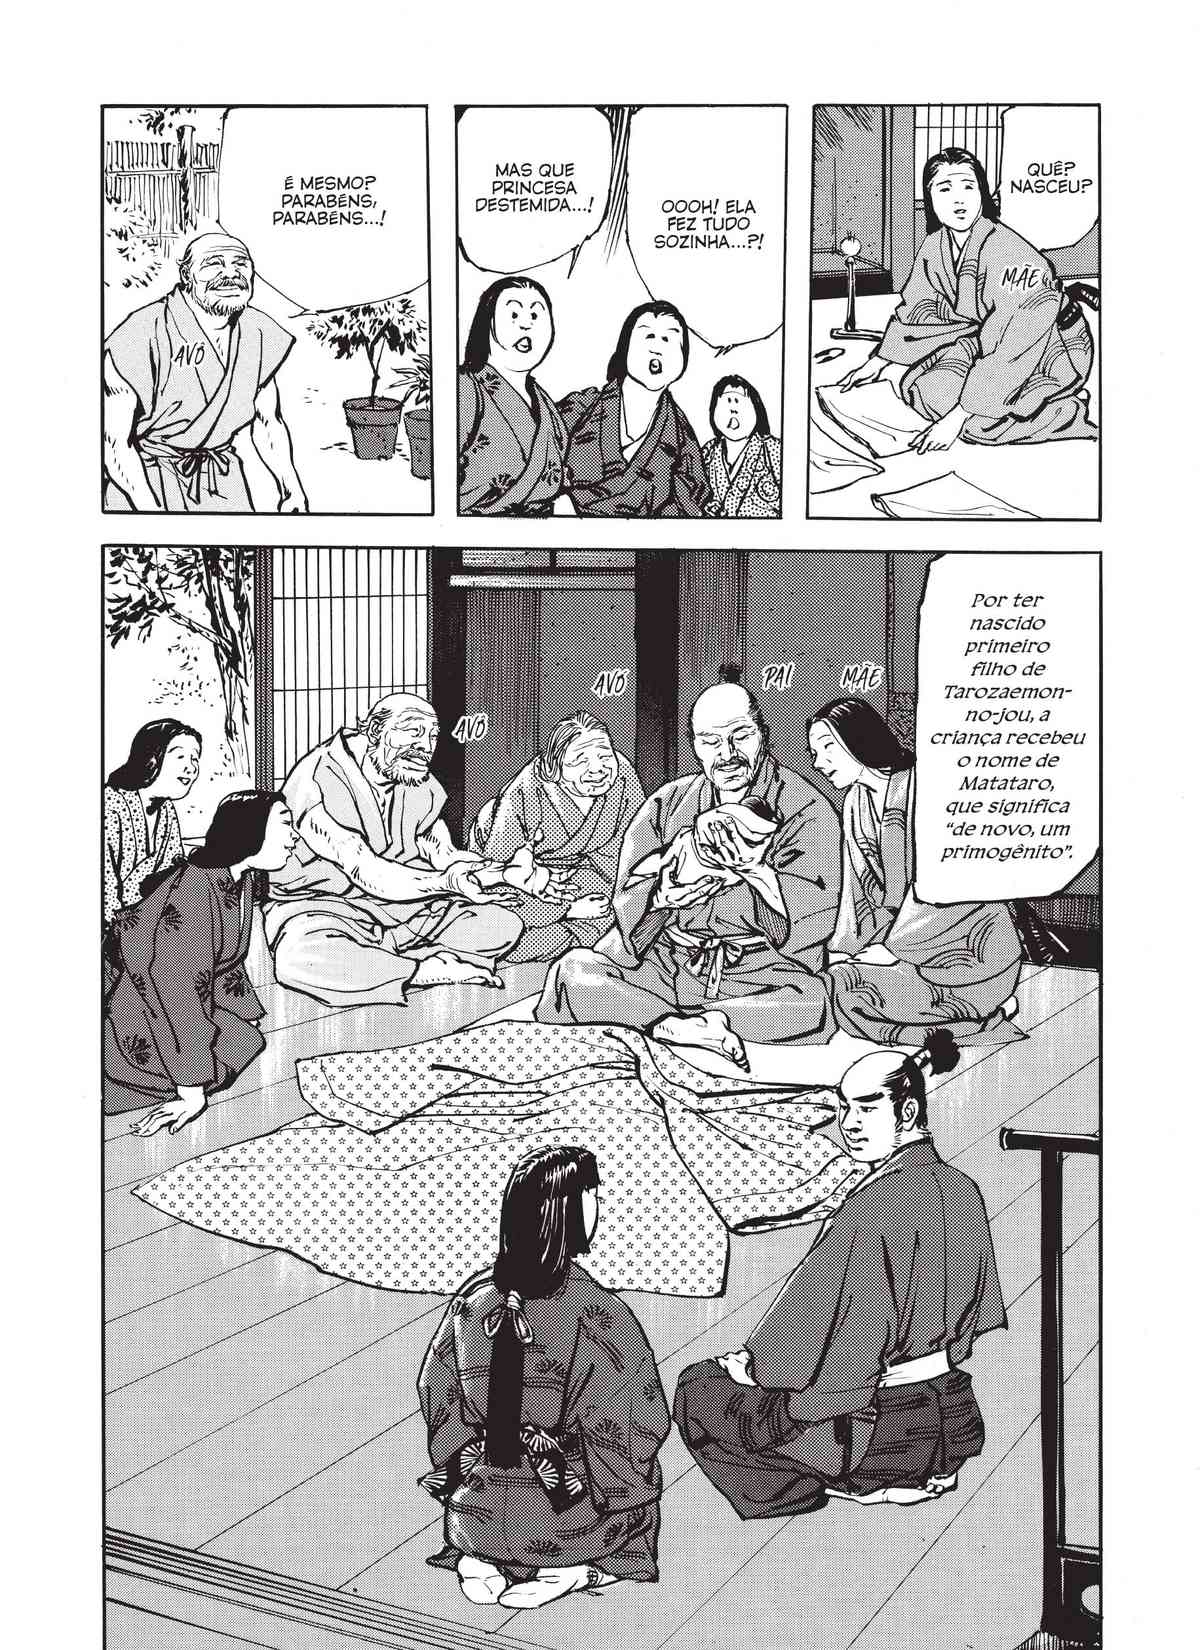 QUÊ?
NASCEU?
MÃE
OOOH! ELA
FEZ TUDO
SOZINHA...?!
MAS QUE
PRINCESA
DESTEMIDA...!
É MESMO?
PARABÉNS,
PARABÉNS...!
AVÔ
Por ter
nascido
primeiro
filho de
Tarozaemon-
no-jou, a
criança recebeu
o nome de
Matataro,
que significa
“de novo, um
primogênito”.
MÃE
PAI
AVÓ
AVÔ